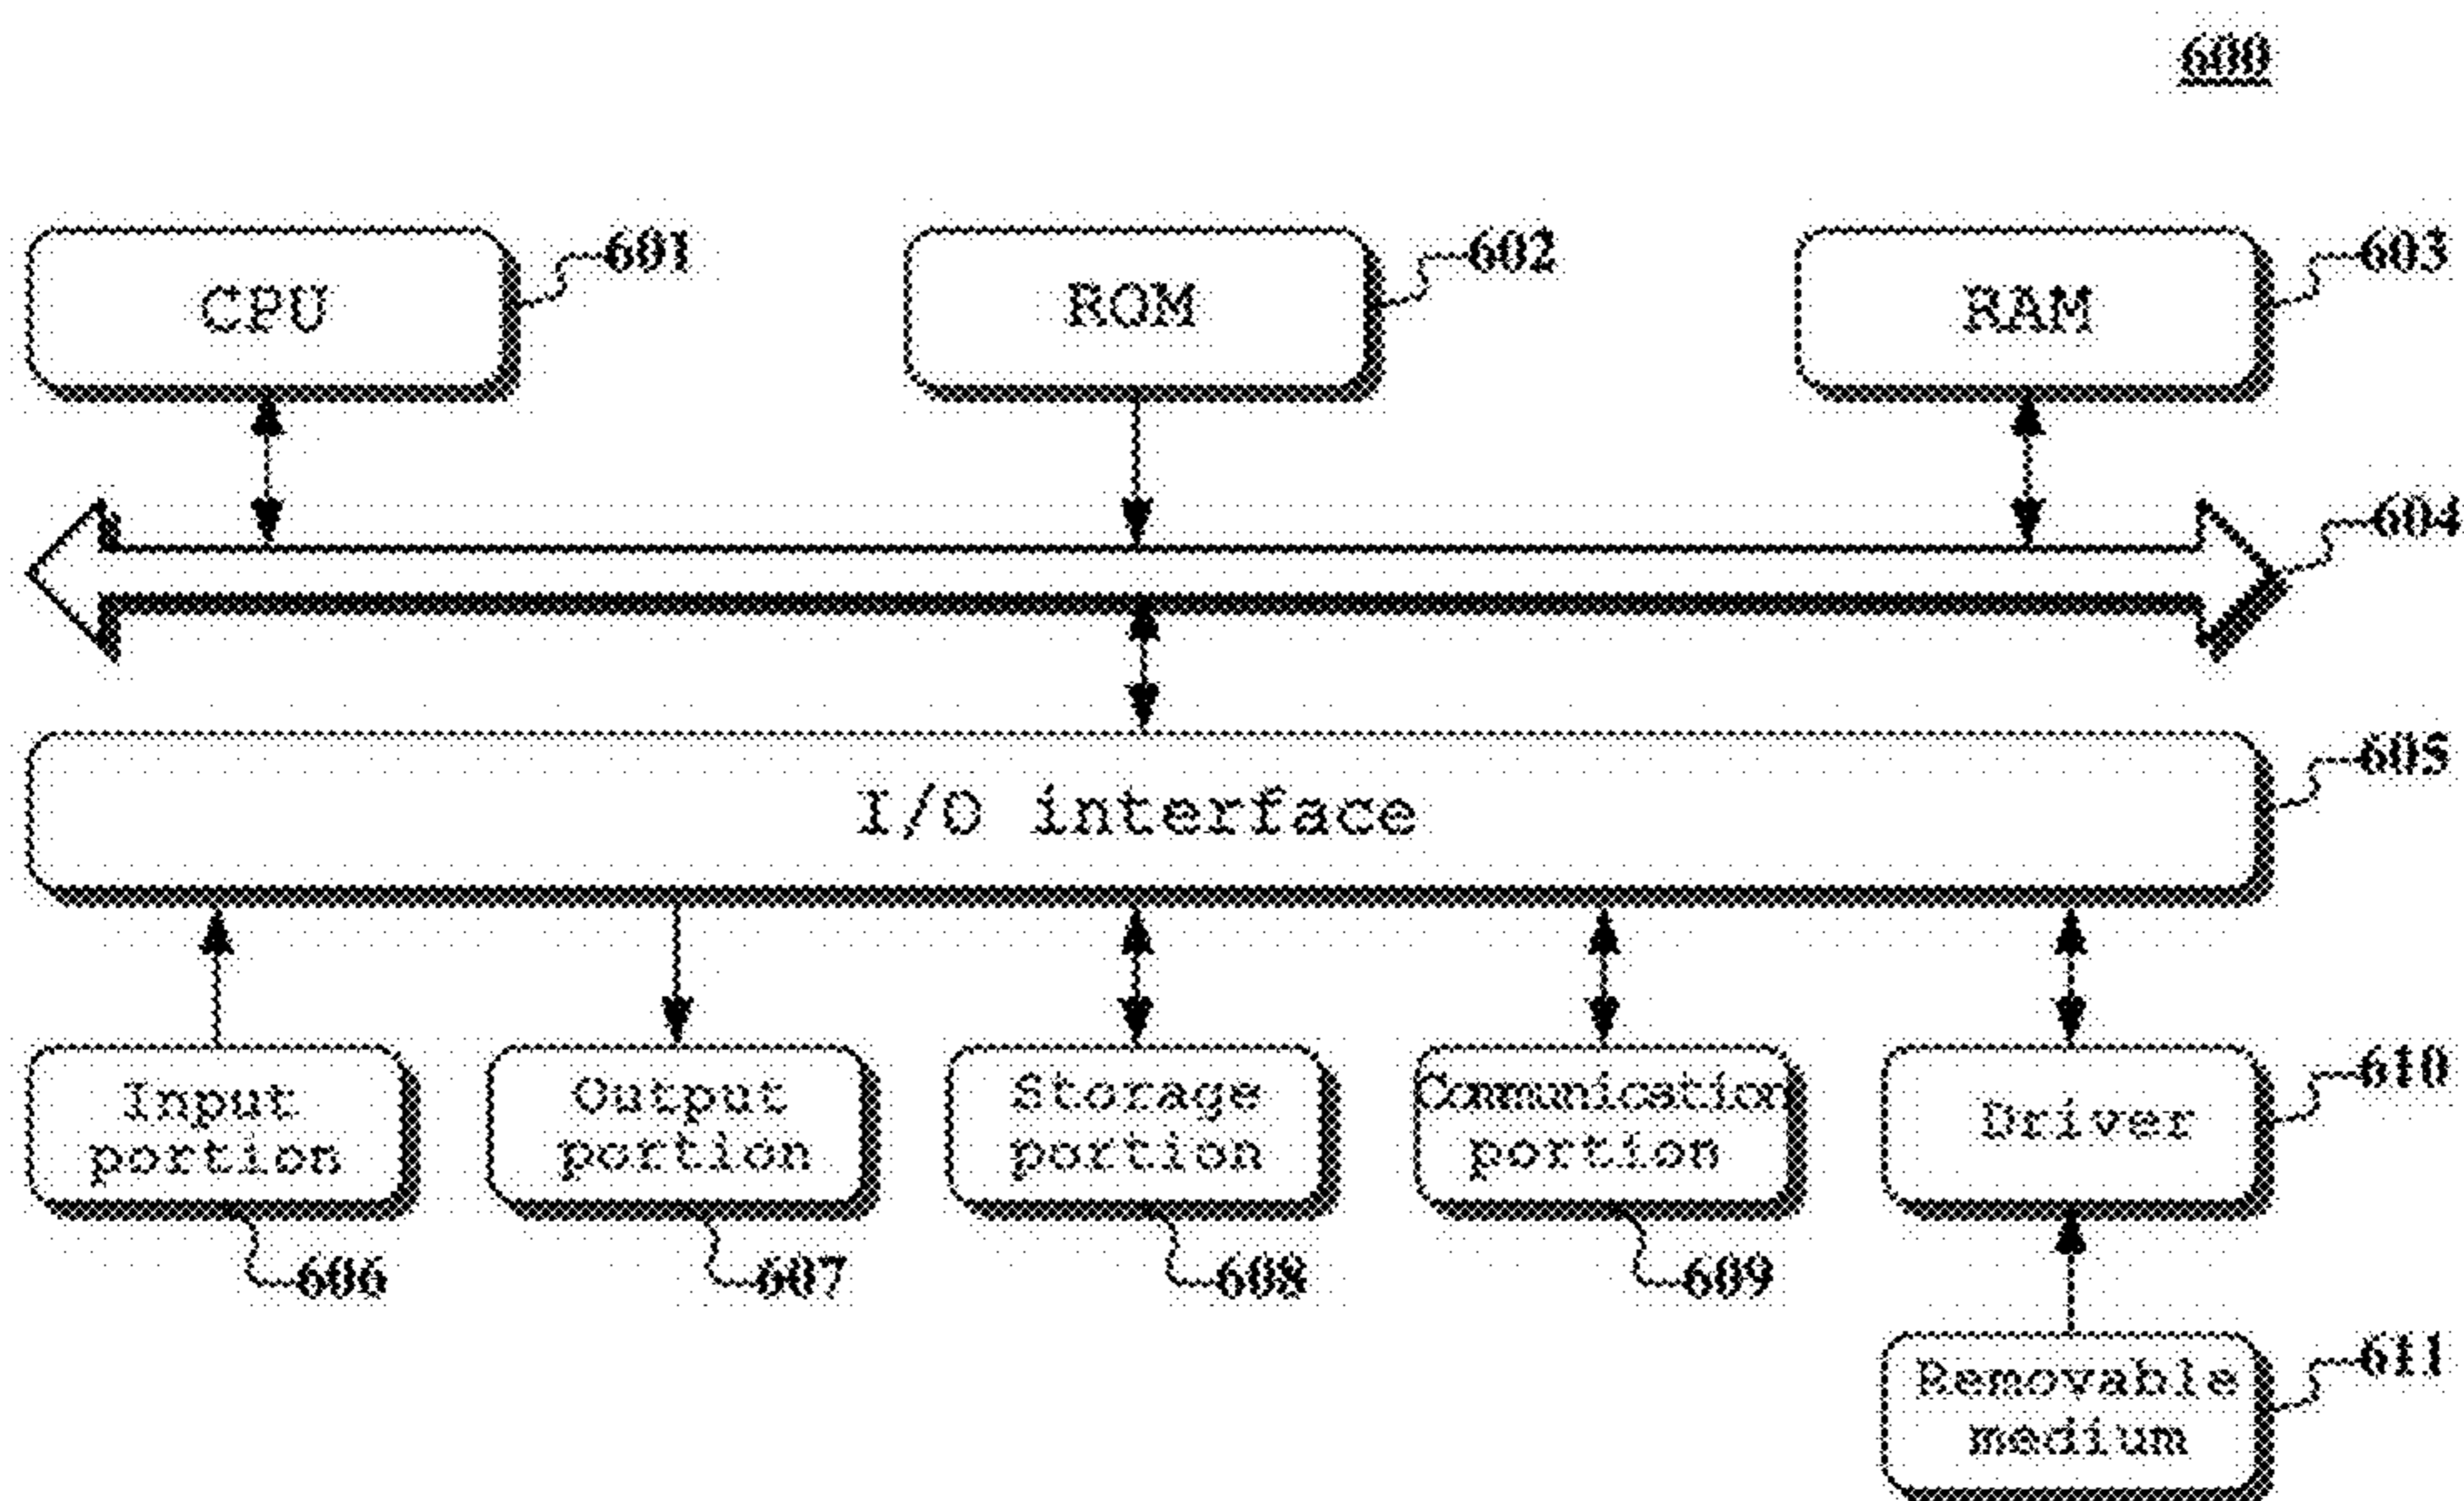 600
CPU
601
ROM
602
RAM
603
604
605
I/O interface
Input
portion
Output
portion
Storage
portion
Communication
portion
Driver
610
606
607
608
609
Removable
medium
611